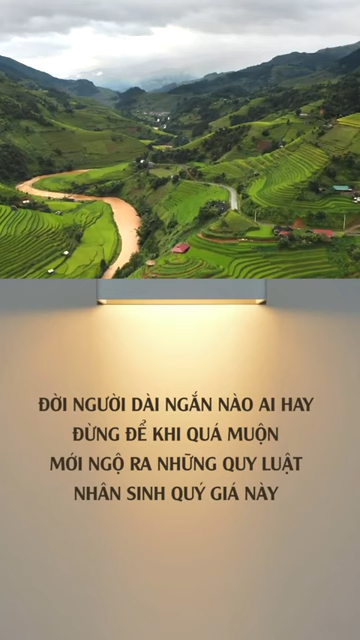 ĐỜI NGƯỜI DÀI NGẮN NÀO AI HAY
ĐỪNG ĐỂ KHI QUÁ MUỘN
MỚI NGỘ RA NHỮNG QUY LUẬT
NHÂN SINH QUÝ GIÁ NÀY